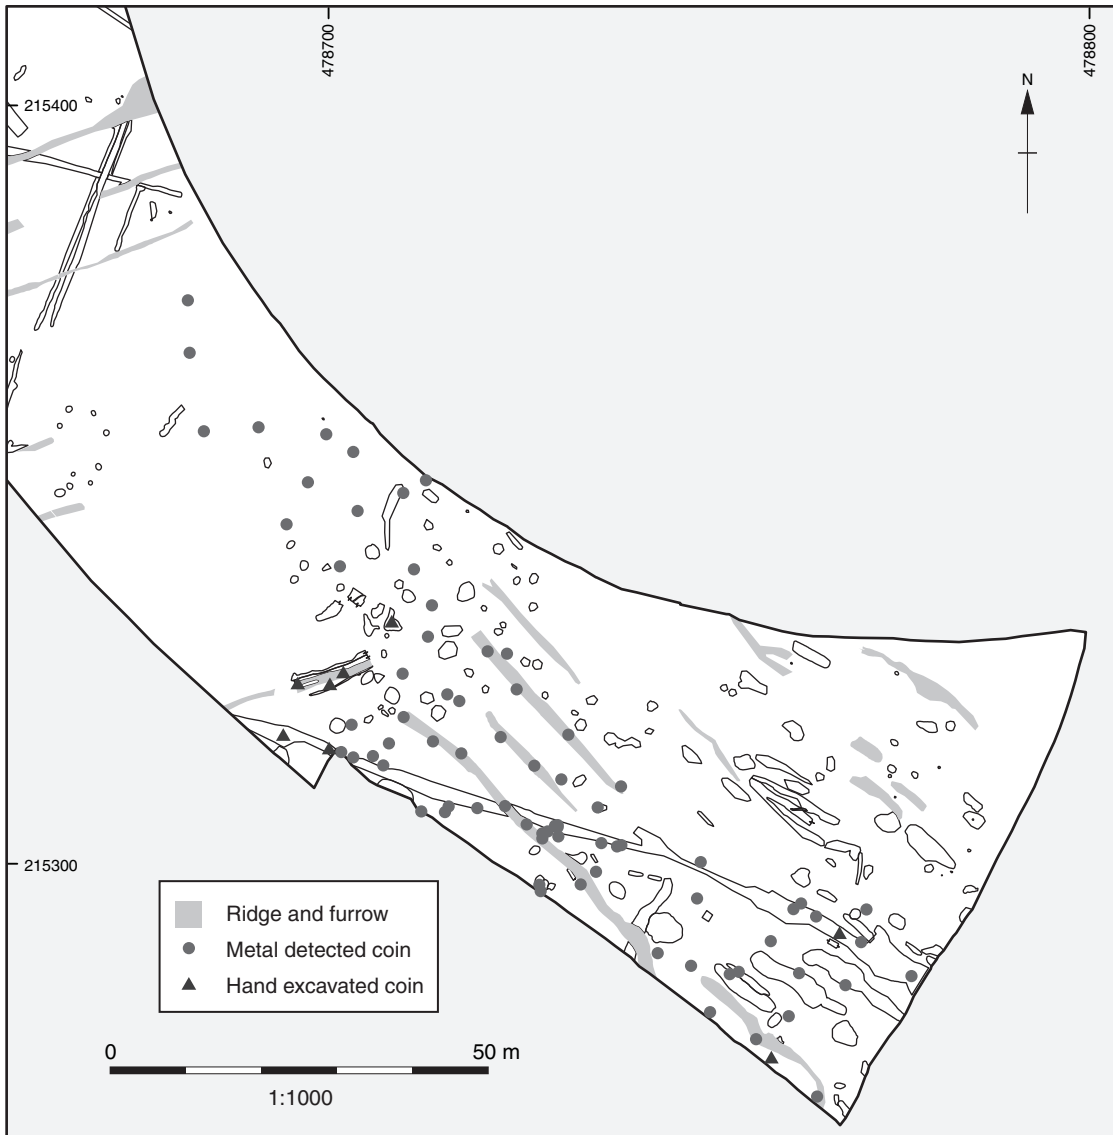 478700
478800
N
215400
215300
Ridge and furrow
Metal detected coin
Hand excavated coin
0 50 m
1:1000